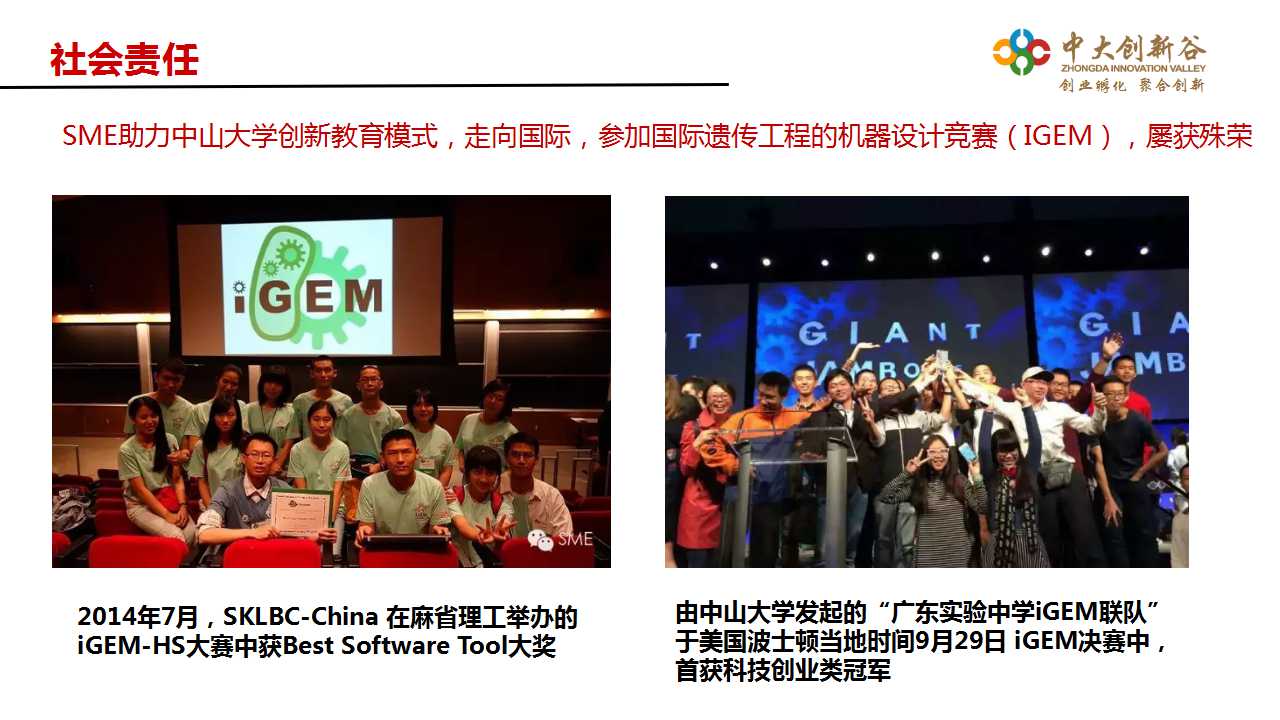 社会责任
中大创新谷
ZHONGDA INNOVATION VALLEY
创业孵化 聚合创新
SME助力中山大学创新教育模式，走向国际，参加国际遗传工程的机器设计竞赛（IGEM），屡获殊荣
iGEM
GIANT
JAMBO
GIA
JAMB
NT
SME
2014年7月，SKLBC-China 在麻省理工举办的
iGEM-HS大赛中获Best Software Tool大奖
由中山大学发起的“广东实验中学iGEM联队”
于美国波士顿当地时间9月29日 iGEM决赛中，
首获科技创业类冠军